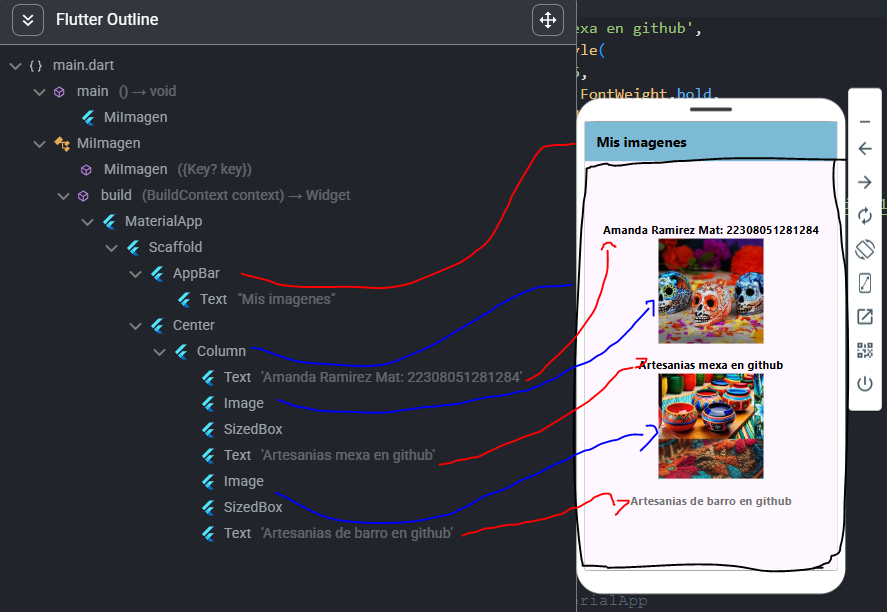 Flutter Outline
{} main.dart
main () → void
MiImagen
MiImagen
MiImagen ({Key? key})
build (BuildContext context) → Widget
MaterialApp
Scaffold
AppBar
Text "Mis imagenes"
Center
Column
Text 'Amanda Ramirez Mat: 22308051281284'
Image
SizedBox
Text 'Artesanias mexa en github'
Image
SizedBox
Text 'Artesanias de barro en github'
en github',
FontWeight.bold,
Mis imagenes
Amanda Ramirez Mat: 22308051281284
Artesanias mexa en github
Artesanias de barro en github